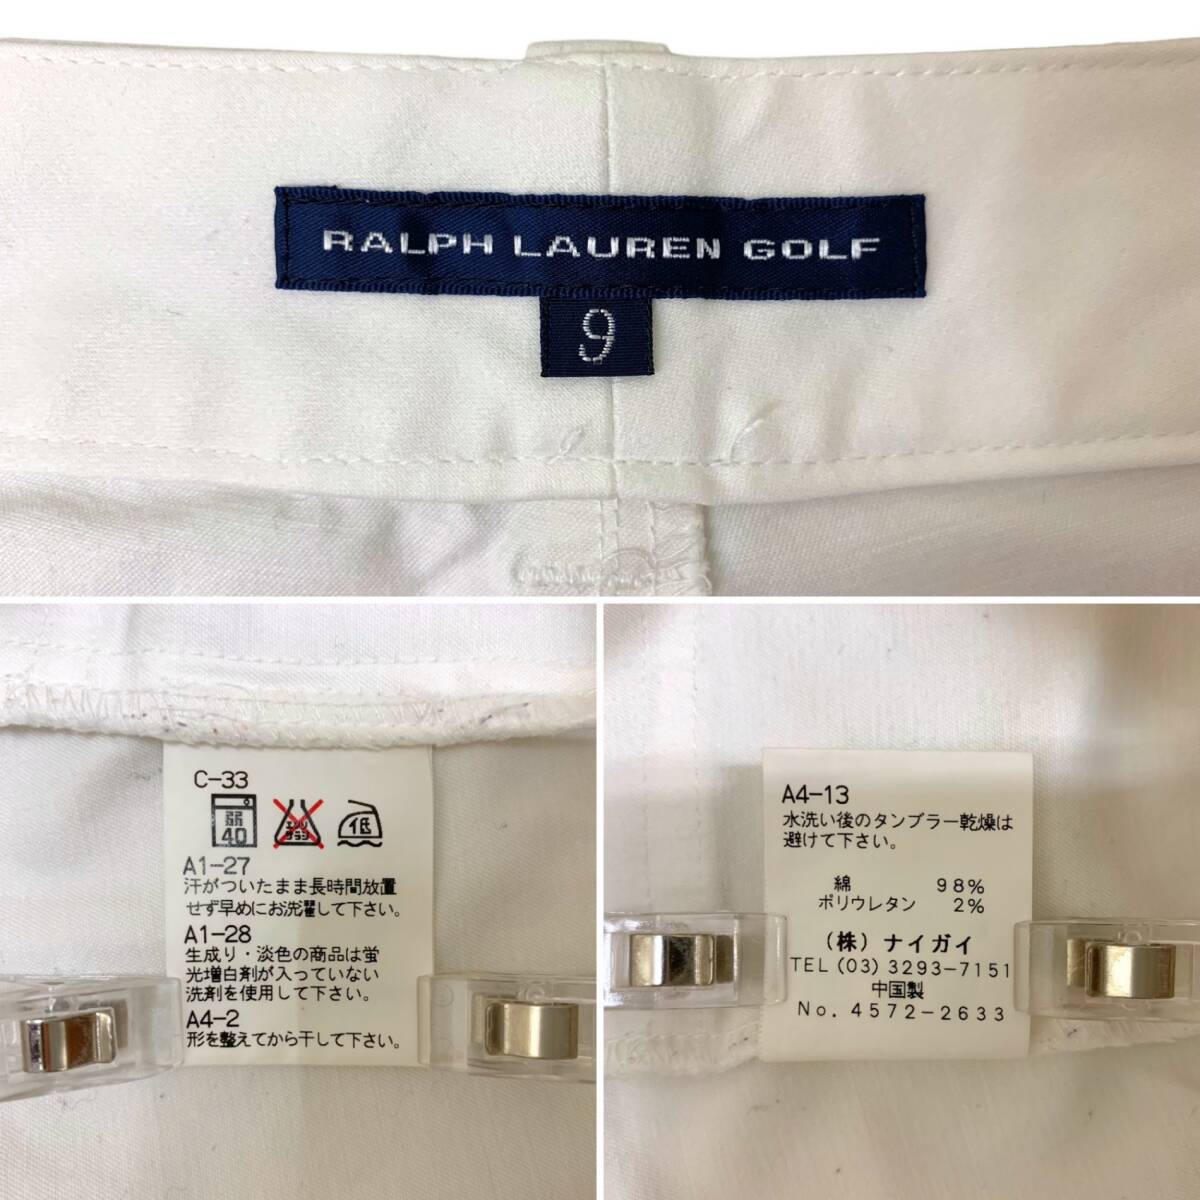 RALPH LAUREN GOLF
9
C-33
弱
40
エンソ
ドライ
低
A1-27
汗がついたまま長時間放置
せず早めにお洗濯して下さい。
A1-28
生成り・淡色の商品は蛍
光増白剤が入っていない
洗剤を使用して下さい。
A4-2
形を整えてから干して下さい。
A4-13
水洗い後のタンブラー乾燥は
避けて下さい。
綿 98%
ポリウレタン 2%
(株)ナイガイ
TEL(03)3293-7151
中国製
No. 4572-2633